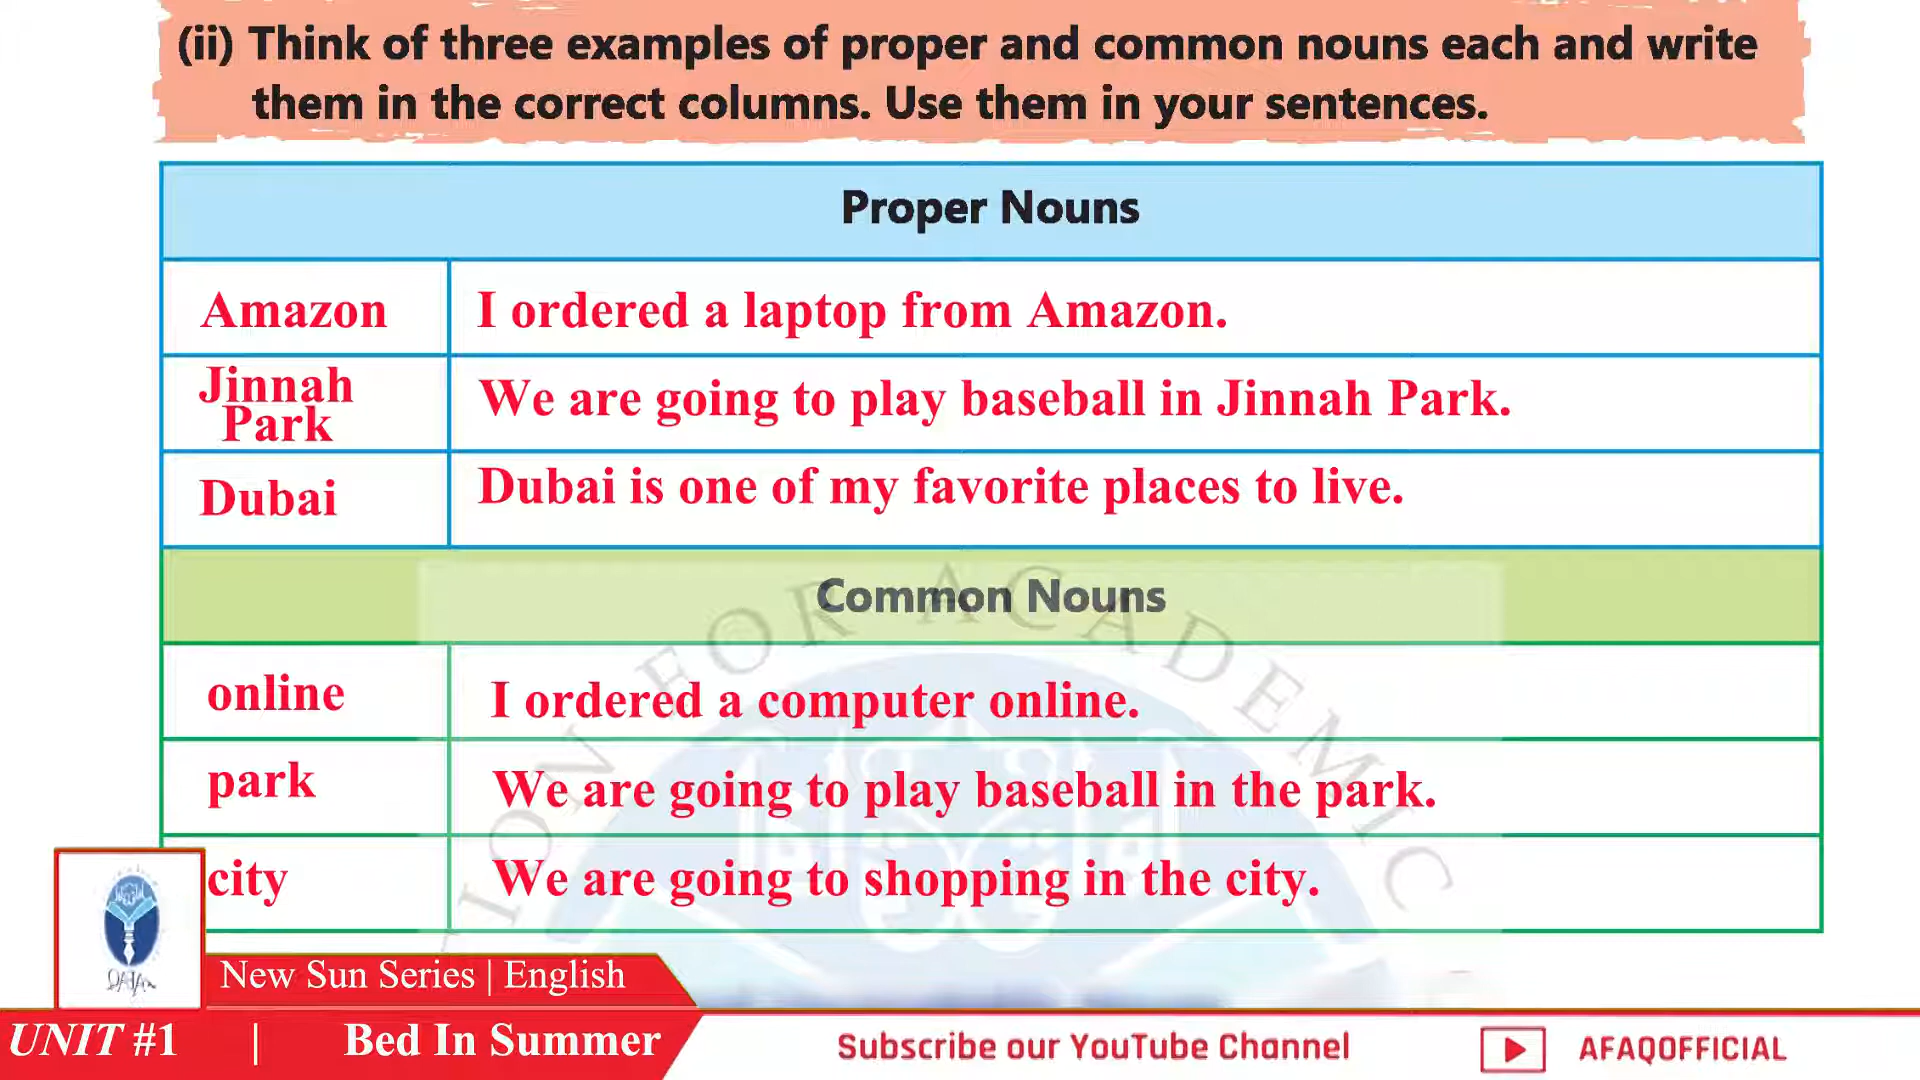 (ii) Think of three examples of proper and common nouns each and write
them in the correct columns. Use them in your sentences.
Proper Nouns
Amazon I ordered a laptop from Amazon.
Jinnah
Park
We are going to play baseball in Jinnah Park.
Dubai Dubai is one of my favorite places to live.
Common Nouns
TION FOR ACADEMIC
online I ordered a computer online.
park We are going to play baseball in the park.
city We are going to shopping in the city.
New Sun Series | English
UNIT #1 | Bed In Summer
Subscribe our YouTube Channel AFAQOFFICIAL